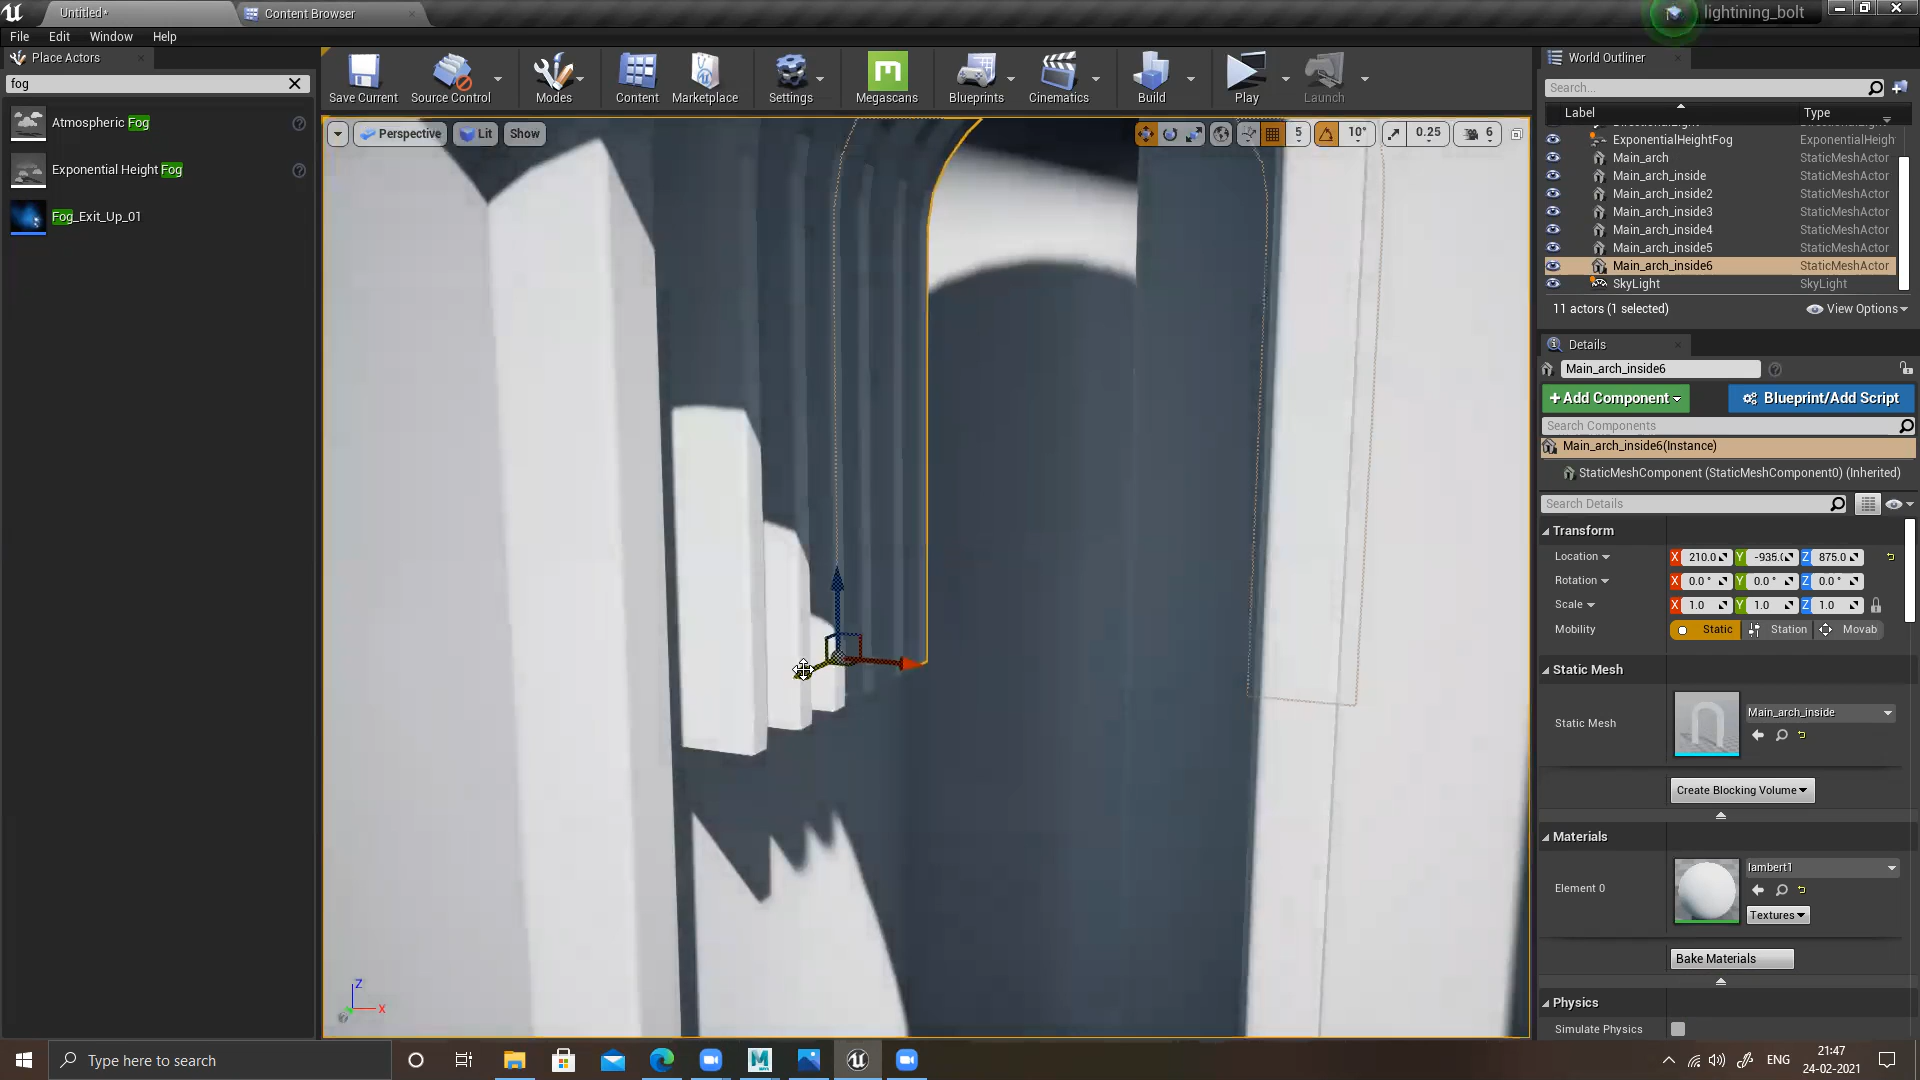 Untitled*
Content Browser
lightining_bolt
File Edit Window Help
Place Actors
fog
Atmospheric Fog
Exponential Height Fog
Fog_Exit_Up_01
Save Current
Source Control
Modes
Content
Marketplace
Settings
Megascans
Blueprints
Cinematics
Build
Play
Launch
Perspective
Lit
Show
5
10°
0.25
6
World Outliner
Search...
Label Type
ExponentialHeightFog ExponentialHeigh
Main_arch StaticMeshActor
Main_arch_inside StaticMeshActor
Main_arch_inside2 StaticMeshActor
Main_arch_inside3 StaticMeshActor
Main_arch_inside4 StaticMeshActor
Main_arch_inside5 StaticMeshActor
Main_arch_inside6 StaticMeshActor
SkyLight SkyLight
11 actors (1 selected)
View Options
Details
Main_arch_inside6
+Add Component
Blueprint/Add Script
Search Components
Main_arch_inside6(Instance)
StaticMeshComponent (StaticMeshComponent0) (Inherited)
Search Details
Transform
Location X 210.0 Y -935.0 Z 875.0
Rotation X 0.0 ° Y 0.0 ° Z 0.0 °
Scale X 1.0 Y 1.0 Z 1.0
Mobility Static Station Movab
Static Mesh
Static Mesh
Main_arch_inside
Create Blocking Volume
Materials
Element 0
lambert1
Textures
Bake Materials
Physics
Simulate Physics
Z
X
Type here to search
ENG
21:47
24-02-2021